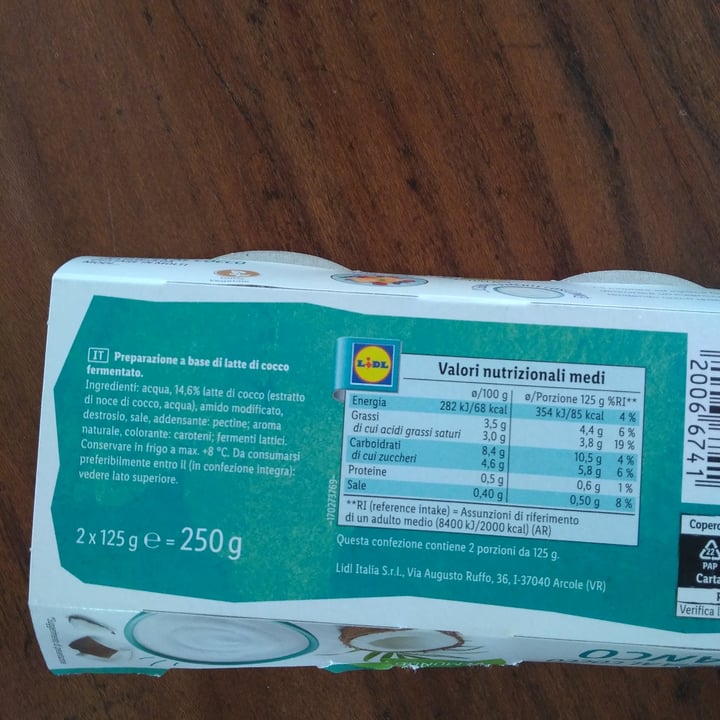 IT Preparazione a base di latte di cocco
fermentato.
Ingredienti: acqua, 14,6% latte di cocco (estratto
di noce di cocco, acqua), amido modificato,
destrosio, sale, addensante: pectine; aroma
naturale, colorante: caroteni; fermenti lattici.
Conservare in frigo a max. +8 °C. Da consumarsi
preferibilmente entro il (in confezione integra):
vedere lato superiore.
2 x 125 g e = 250 g
-170273769-
LiDL
Valori nutrizionali medi
ø/100 g ø/Porzione 125 g %RI**
Energia 282 kJ/68 kcal 354 kJ/85 kcal 4 %
Grassi 3,5 g 4,4 g 6 %
di cui acidi grassi saturi 3,0 g 3,8 g 19 %
Carboidrati 8,4 g 10,5 g 4 %
di cui zuccheri 4,6 g 5,8 g 6 %
Proteine 0,5 g 0,6 g 1 %
Sale 0,40 g 0,50 g 8 %
**RI (reference intake) = Assunzioni di riferimento
di un adulto medio (8400 kJ/2000 kcal) (AR)
Questa confezione contiene 2 porzioni da 125 g.
Lidl Italia S.r.l., Via Augusto Ruffo, 36, I-37040 Arcole (VR)
20067741
Coperc
22
PAP
Carta
Verifica